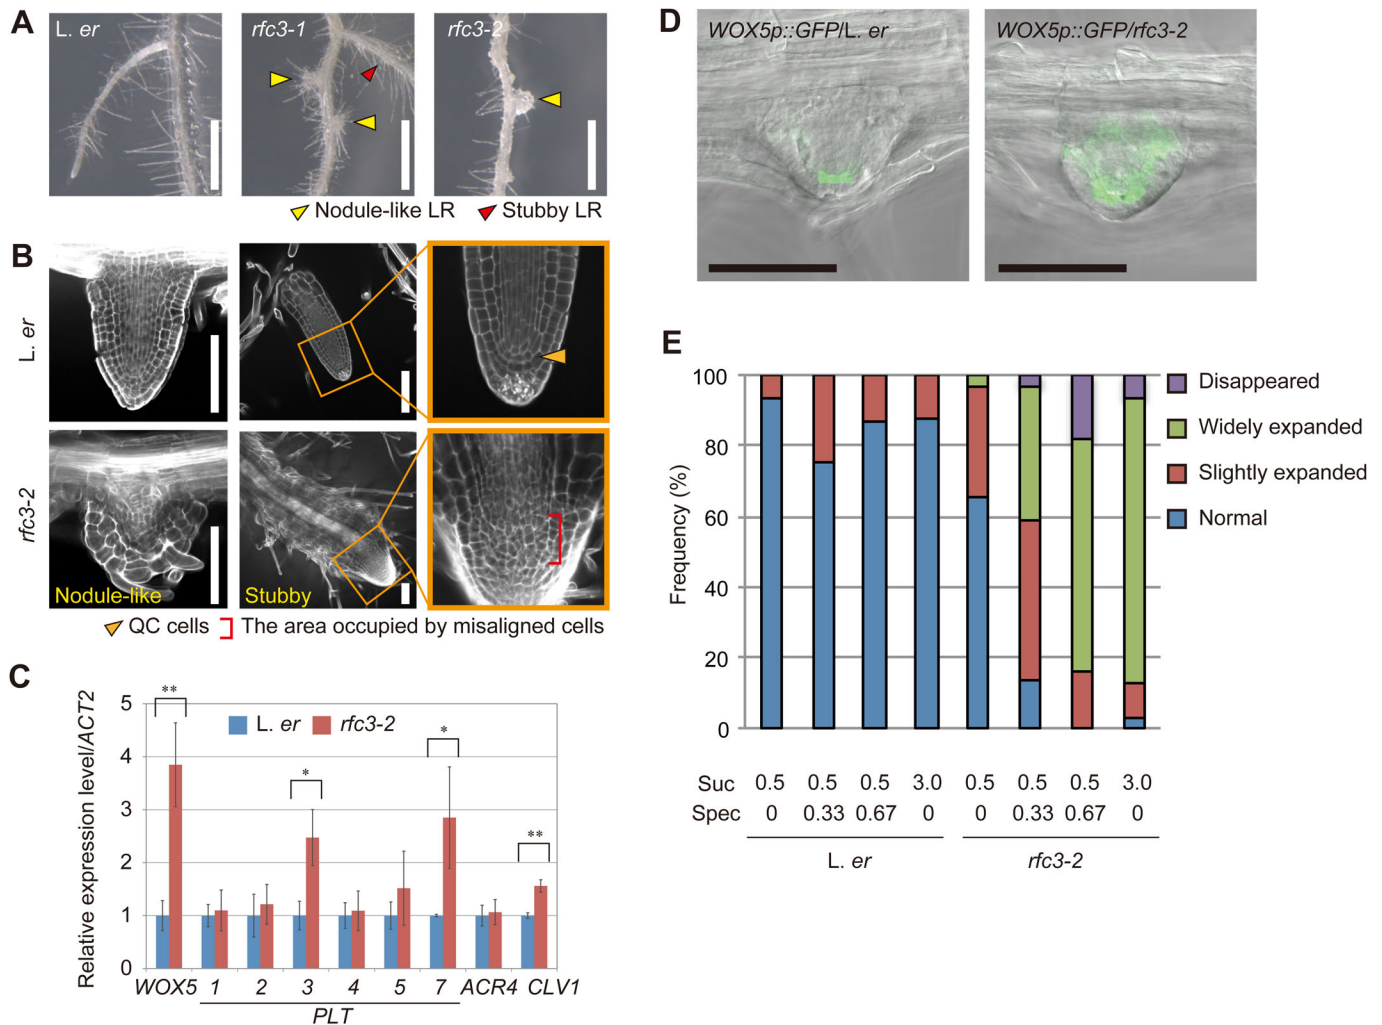 A
L. er
rfc3-1
rfc3-2
Nodule-like LR
Stubby LR
B
L. er
rfc3-2
Nodule-like
Stubby
QC cells
The area occupied by misaligned cells
C
Relative expression level/ACT2
5
4
3
2
1
0
L. er
rfc3-2
**
*
*
**
WOX5 1 2 3 4 5 7 ACR4 CLV1
PLT
D
WOX5p::GFP/L. er
WOX5p::GFP/rfc3-2
E
Frequency (%)
100
80
60
40
20
0
Disappeared
Widely expanded
Slightly expanded
Normal
Suc 0.5 0.5 0.5 3.0 0.5 0.5 0.5 3.0
Spec 0 0.33 0.67 0 0 0.33 0.67 0
L. er
rfc3-2